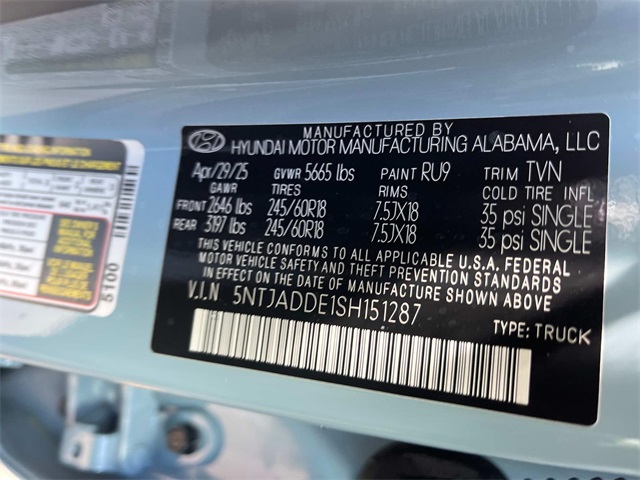 MANUFACTURED BY
HYUNDAI MOTOR MANUFACTURING ALABAMA, LLC
Apr/29/25 GVWR 5665 lbs PAINT RU9 TRIM TVN
GAWR TIRES RIMS COLD TIRE INFL
FRONT 2646 lbs 245/60R18 7.5JX18 35 psi SINGLE
REAR 3197 lbs 245/60R18 7.5JX18 35 psi SINGLE
THIS VEHICLE CONFORMS TO ALL APPLICABLE U.S.A. FEDERAL
MOTOR VEHICLE SAFETY AND THEFT PREVENTION STANDARDS
IN EFFECT ON THE DATE OF MANUFACTURE SHOWN ABOVE.
V.I.N 5NTJADDE1SH151287
TYPE: TRUCK
5100